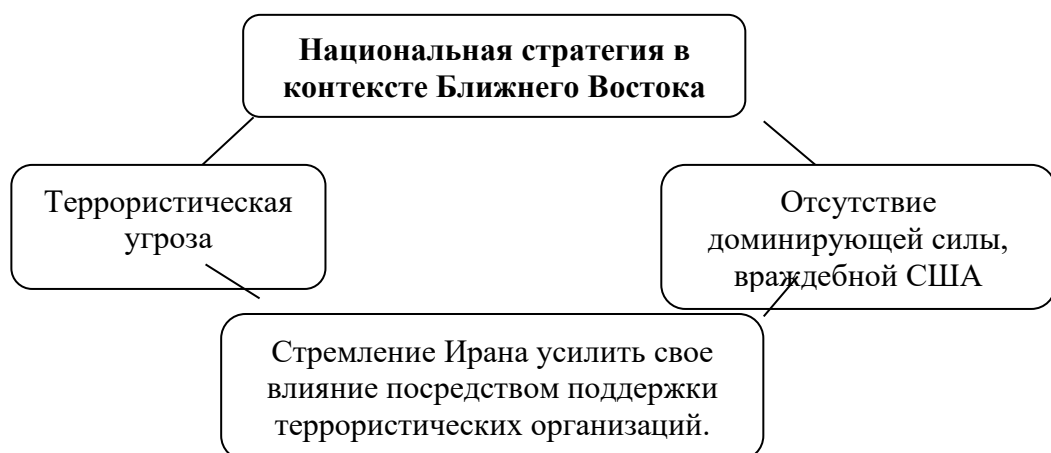 Национальная стратегия в
контексте Ближнего Востока
Террористическая
угроза
Отсутствие
доминирующей силы,
враждебной США
Стремление Ирана усилить свое
влияние посредством поддержки
террористических организаций.